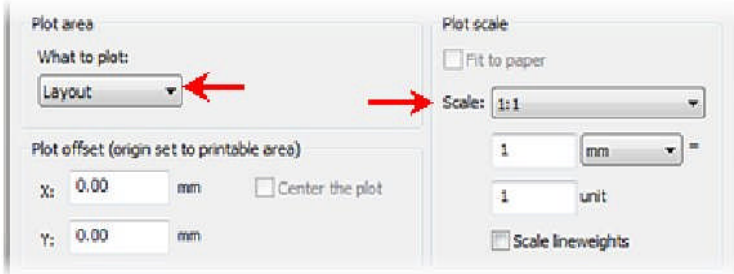 Plot area
What to plot:
Layout
Plot offset (origin set to printable area)
X: 0.00 mm Center the plot
Y: 0.00 mm
Plot scale
Fit to paper
Scale: 1:1
1 mm =
1 unit
Scale lineweights